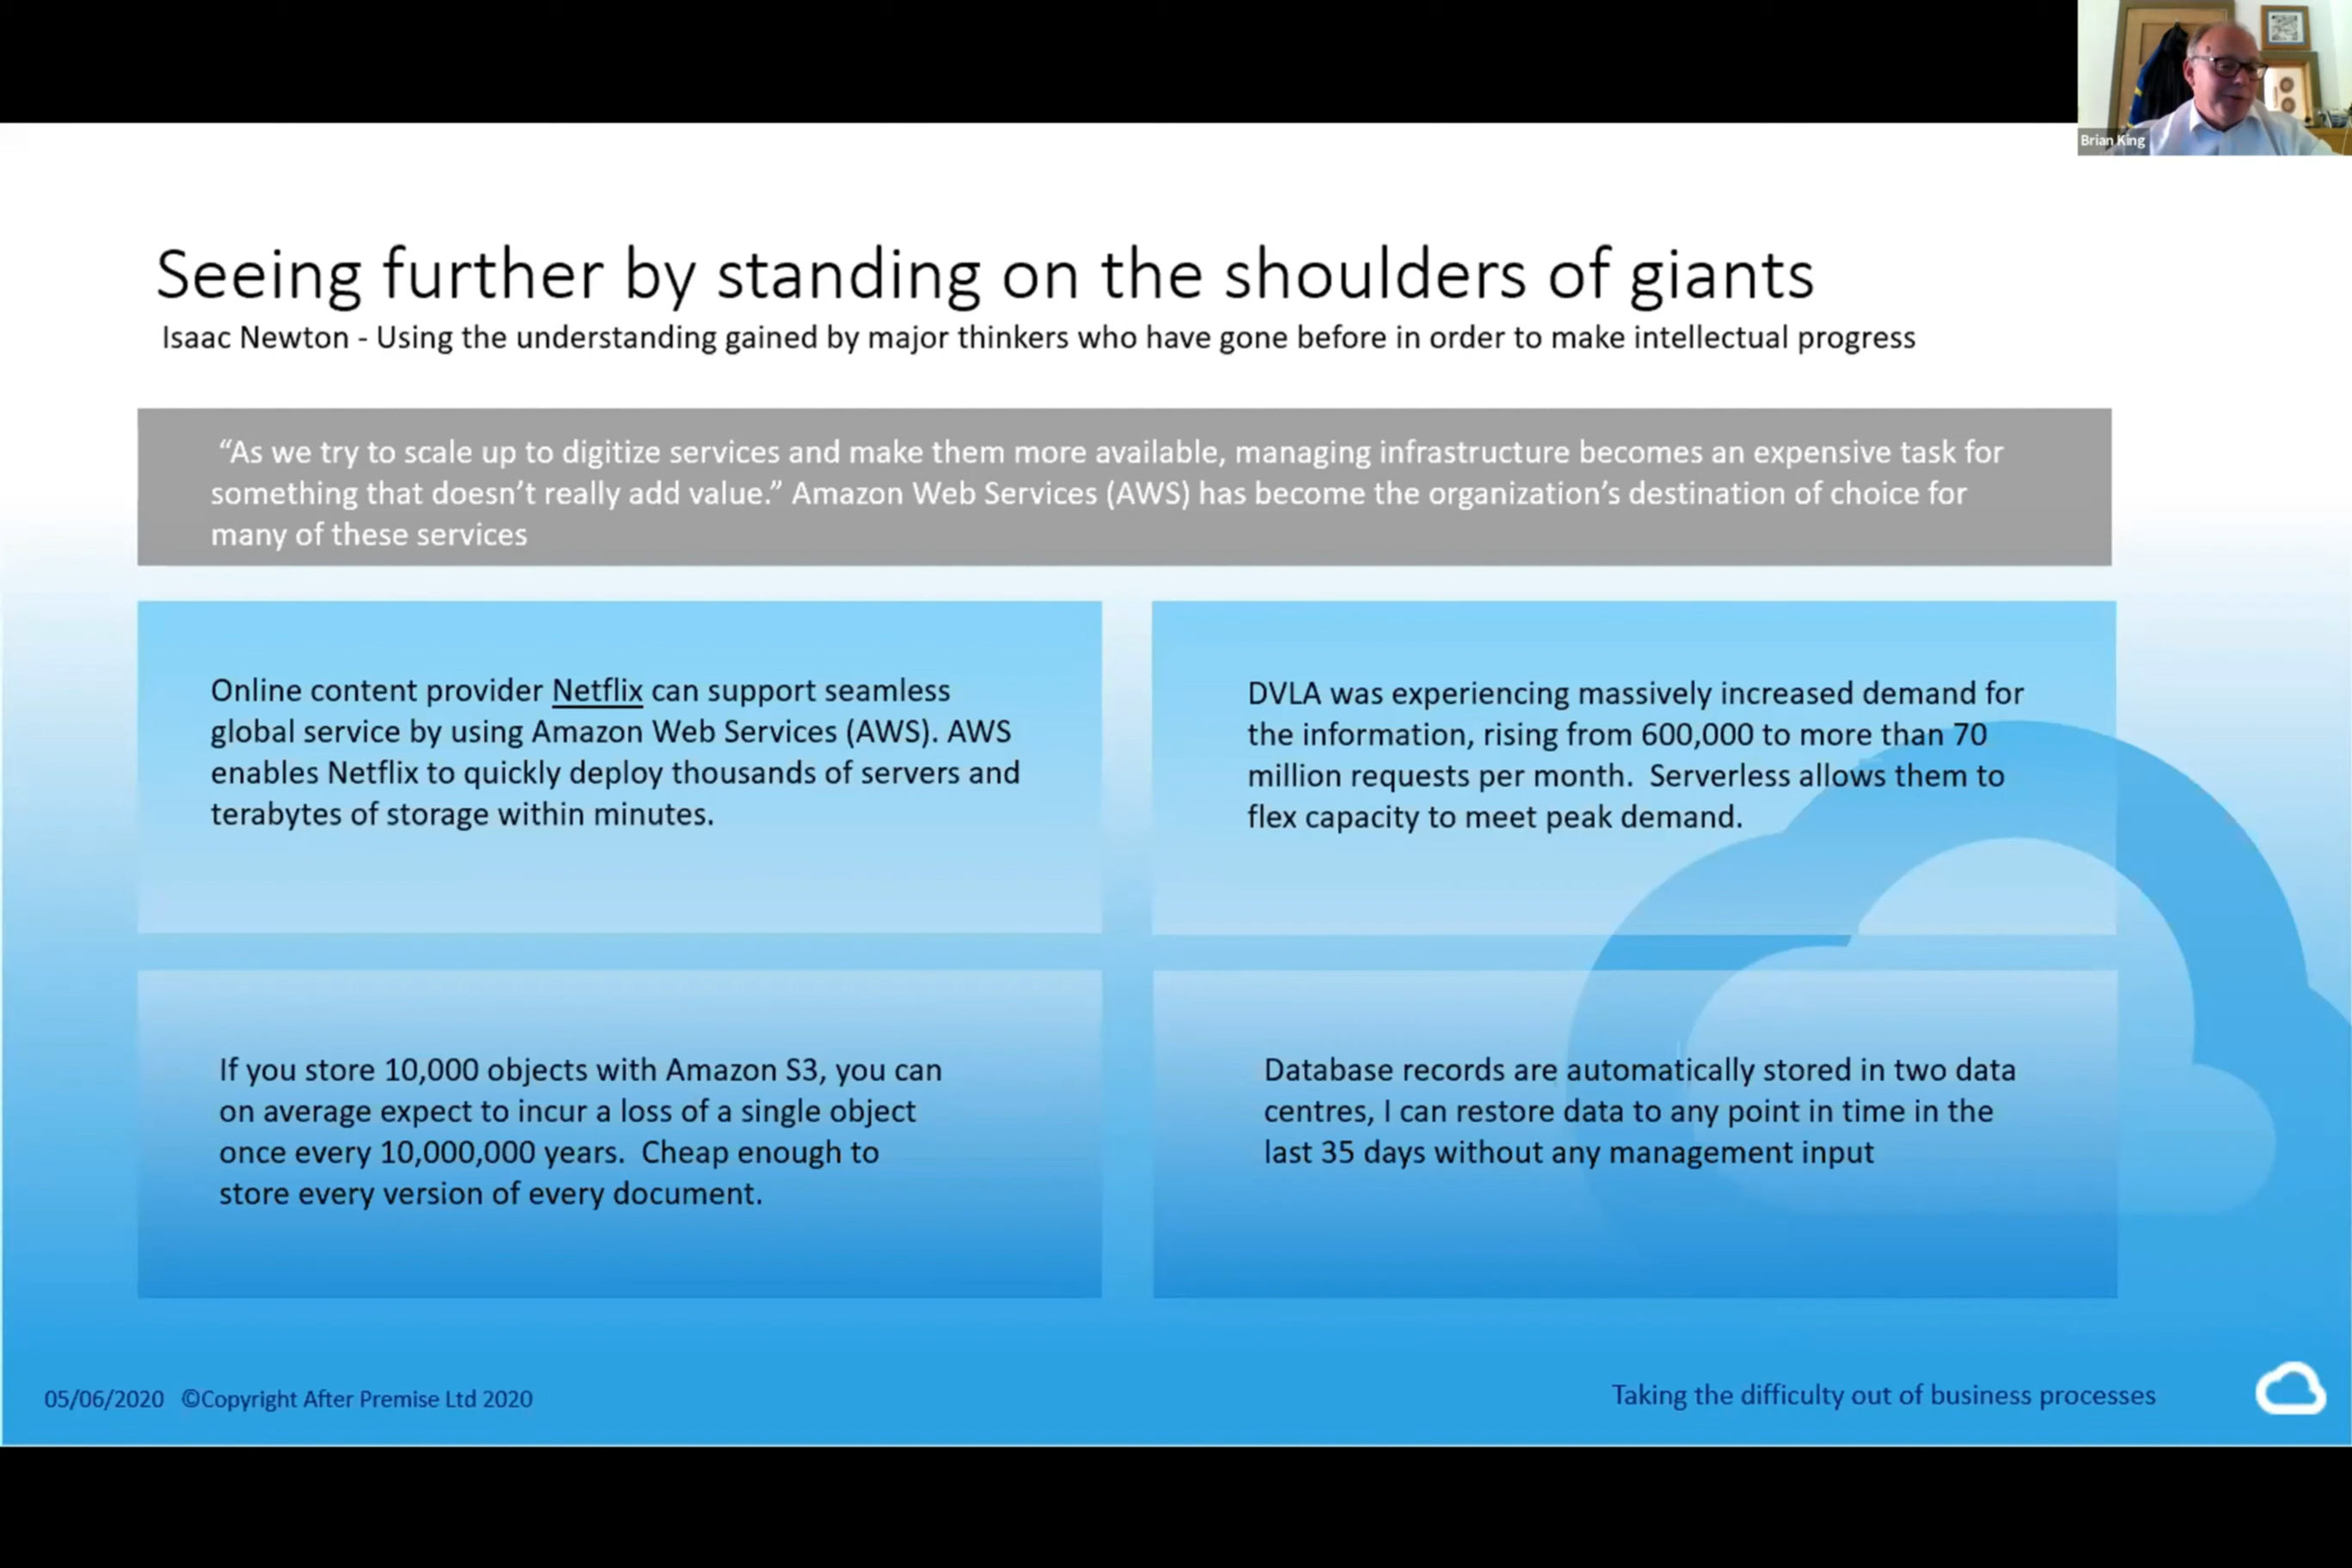 Brian King
Seeing further by standing on the shoulders of giants
Isaac Newton - Using the understanding gained by major thinkers who have gone before in order to make intellectual progress
“As we try to scale up to digitize services and make them more available, managing infrastructure becomes an expensive task for
something that doesn’t really add value.” Amazon Web Services (AWS) has become the organization’s destination of choice for
many of these services
Online content provider Netflix can support seamless
global service by using Amazon Web Services (AWS). AWS
enables Netflix to quickly deploy thousands of servers and
terabytes of storage within minutes.
DVLA was experiencing massively increased demand for
the information, rising from 600,000 to more than 70
million requests per month.  Serverless allows them to
flex capacity to meet peak demand.
If you store 10,000 objects with Amazon S3, you can
on average expect to incur a loss of a single object
once every 10,000,000 years.  Cheap enough to
store every version of every document.
Database records are automatically stored in two data
centres, I can restore data to any point in time in the
last 35 days without any management input
05/06/2020 ©Copyright After Premise Ltd 2020
Taking the difficulty out of business processes